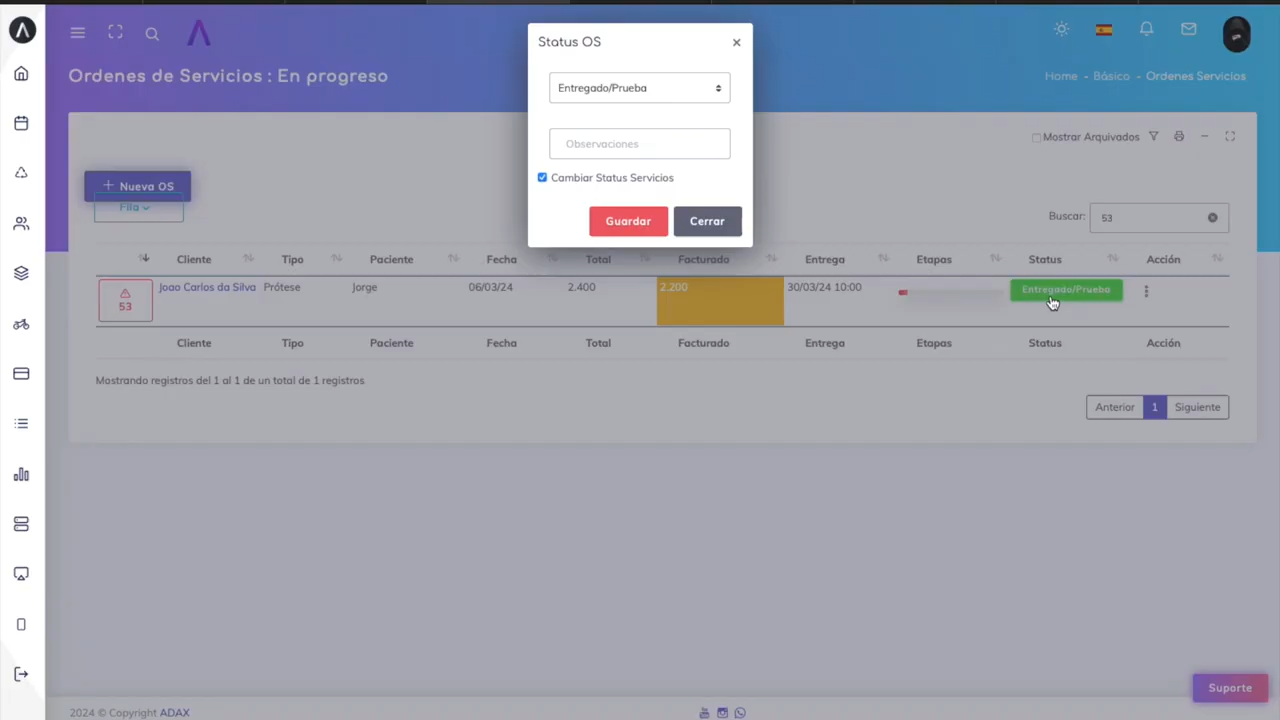 Status OS
×
Ordenes de Servicios : En progreso
Home - Básico - Ordenes Servicios
Entregado/Prueba
Observaciones
Cambiar Status Servicios
Guardar
Cerrar
Mostrar Arquivados
+ Nueva OS
Fila
Buscar: 53
Cliente Tipo Paciente Fecha Total Facturado Entrega Etapas Status Acción
53 Joao Carlos da Silva Prótese Jorge 06/03/24 2.400 2.200 30/03/24 10:00 Entregado/Prueba
Cliente Tipo Paciente Fecha Total Facturado Entrega Etapas Status Acción
Mostrando registros del 1 al 1 de un total de 1 registros
Anterior 1 Siguiente
Suporte
2024 © Copyright ADAX